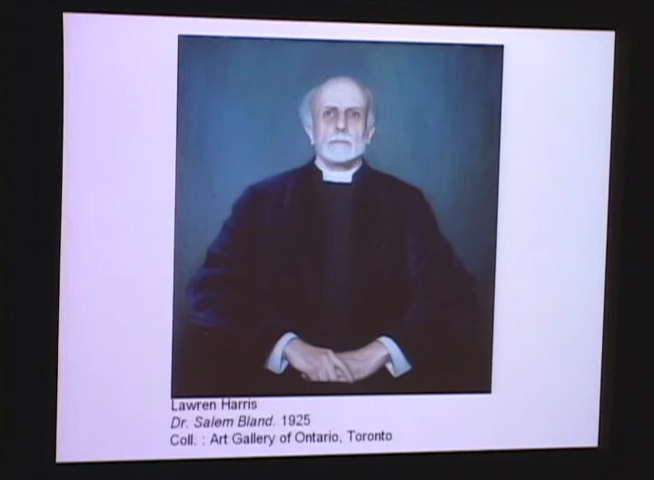 Lawren Harris
Dr. Salem Bland. 1925
Coll. : Art Gallery of Ontario, Toronto